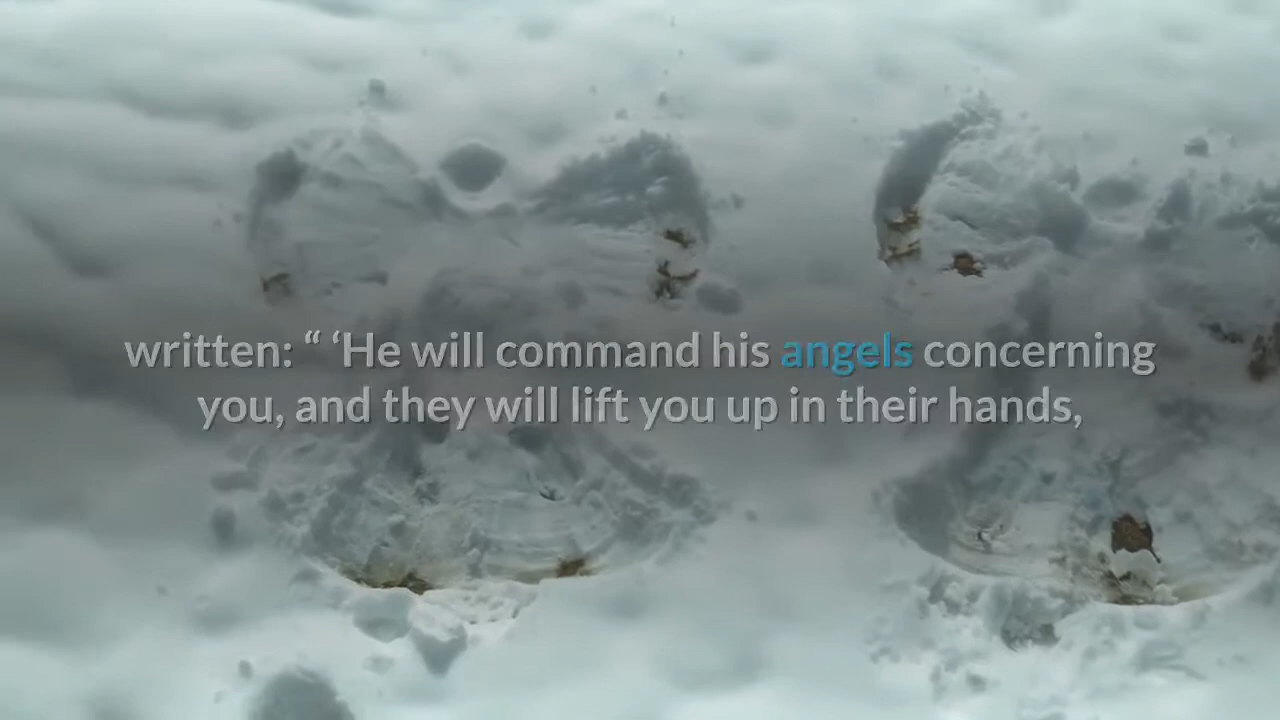 written: “ ‘He will command his angels concerning
you, and they will lift you up in their hands,